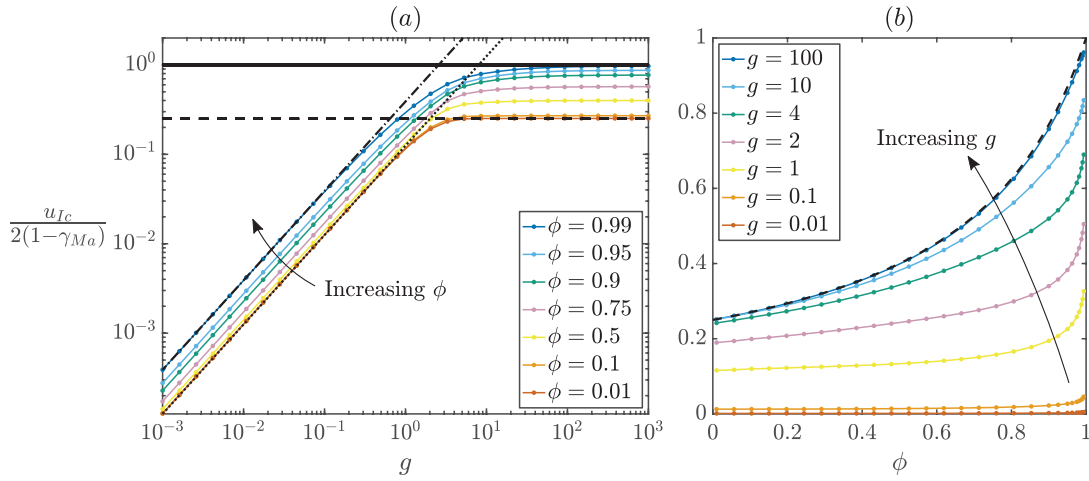 (a)
10^0
10^{-1}
10^{-2}
10^{-3}
\frac{u_{Ic}}{2(1-\gamma_{Ma})}
Increasing ϕ
ϕ = 0.99
ϕ = 0.95
ϕ = 0.9
ϕ = 0.75
ϕ = 0.5
ϕ = 0.1
ϕ = 0.01
10^{-3} 10^{-2} 10^{-1} 10^0 10^1 10^2 10^3
g
(b)
1
0.8
0.6
0.4
0.2
0
g = 100
g = 10
g = 4
g = 2
g = 1
g = 0.1
g = 0.01
Increasing g
0 0.2 0.4 0.6 0.8 1
ϕ